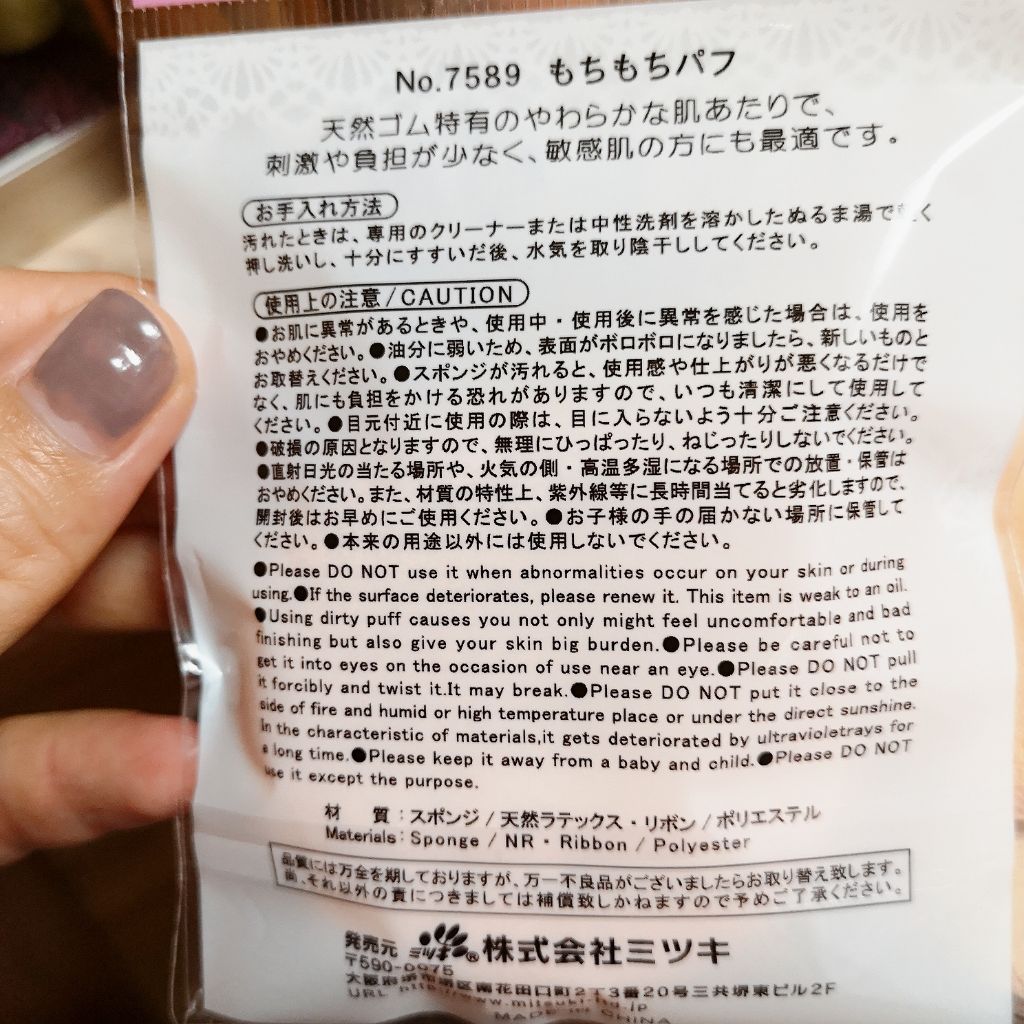 No.7589 もちもちパフ
天然ゴム特有のやわらかな肌あたりで、
刺激や負担が少なく、敏感肌の方にも最適です。
お手入れ方法
汚れたときは、専用のクリーナーまたは中性洗剤を溶かしたぬるま湯で軽く
押し洗いし、十分にすすいだ後、水気を取り陰干ししてください。
使用上の注意/CAUTION
●お肌に異常があるときや、使用中・使用後に異常を感じた場合は、使用を
おやめください。●油分に弱いため、表面がボロボロになりましたら、新しいものと
お取替えください。●スポンジが汚れると、使用感や仕上がりが悪くなるだけで
なく、肌にも負担をかける恐れがありますので、いつも清潔にして使用して
ください。●目元付近に使用の際は、目に入らないよう十分ご注意ください。
●破損の原因となりますので、無理にひっぱったり、ねじったりしないでください。
●直射日光の当たる場所や、火気の側・高温多湿になる場所での放置・保管は
おやめください。また、材質の特性上、紫外線等に長時間当てると劣化しますので、
開封後はお早めにご使用ください。●お子様の手の届かない場所に保管して
ください。●本来の用途以外には使用しないでください。
●Please DO NOT use it when abnormalities occur on your skin or during
using.●If the surface deteriorates, please renew it. This item is weak to an oil.
●Using dirty puff causes you not only might feel uncomfortable and bad
finishing but also give your skin big burden.●Please be careful not to
get it into eyes on the occasion of use near an eye.●Please DO NOT pull
it forcibly and twist it.It may break.●Please DO NOT put it close to the
side of fire and humid or high temperature place or under the direct sunshine.
In the characteristic of materials,it gets deteriorated by ultravioletrays for
a long time.●Please keep it away from a baby and child.●Please DO NOT
use it except the purpose.
材 質:スポンジ/天然ラテックス・リボン/ポリエステル
Materials:Sponge / NR・Ribbon / Polyester
品質には万全を期しておりますが、万一不良品がございましたらお取り替え致します。
尚、それ以外の責につきましては補償致しかねますので予めご了承ください。
発売元 ® 株式会社ミツキ
〒590-0975
大阪府堺市堺区南花田口町2丁3番20号三共堺東ビル2F
URL http://www.mitsuki-ltd.jp
MADE IN CHINA